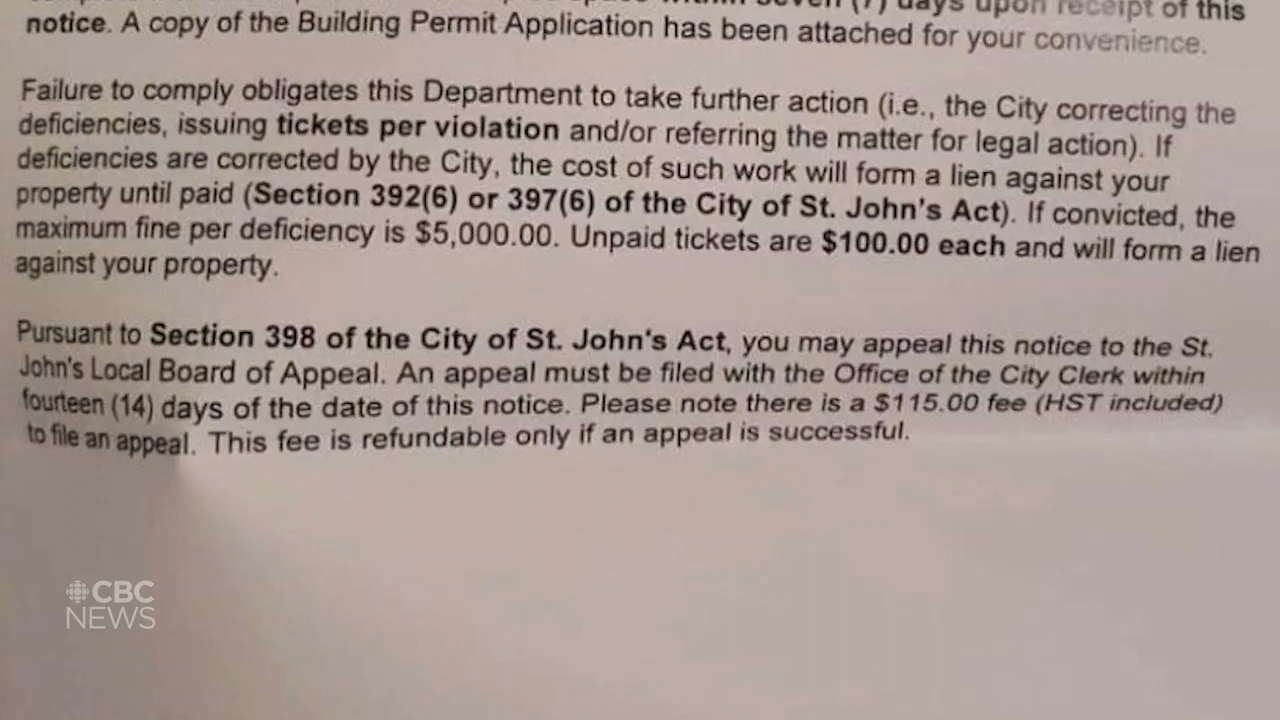 days upon receipt of this
notice. A copy of the Building Permit Application has been attached for your convenience.
Failure to comply obligates this Department to take further action (i.e., the City correcting the
deficiencies, issuing tickets per violation and/or referring the matter for legal action). If
deficiencies are corrected by the City, the cost of such work will form a lien against your
property until paid (Section 392(6) or 397(6) of the City of St. John's Act). If convicted, the
maximum fine per deficiency is $5,000.00. Unpaid tickets are $100.00 each and will form a lien
against your property.
Pursuant to Section 398 of the City of St. John's Act, you may appeal this notice to the St.
John's Local Board of Appeal. An appeal must be filed with the Office of the City Clerk within
fourteen (14) days of the date of this notice. Please note there is a $115.00 fee (HST included)
to file an appeal. This fee is refundable only if an appeal is successful.
CBC
NEWS